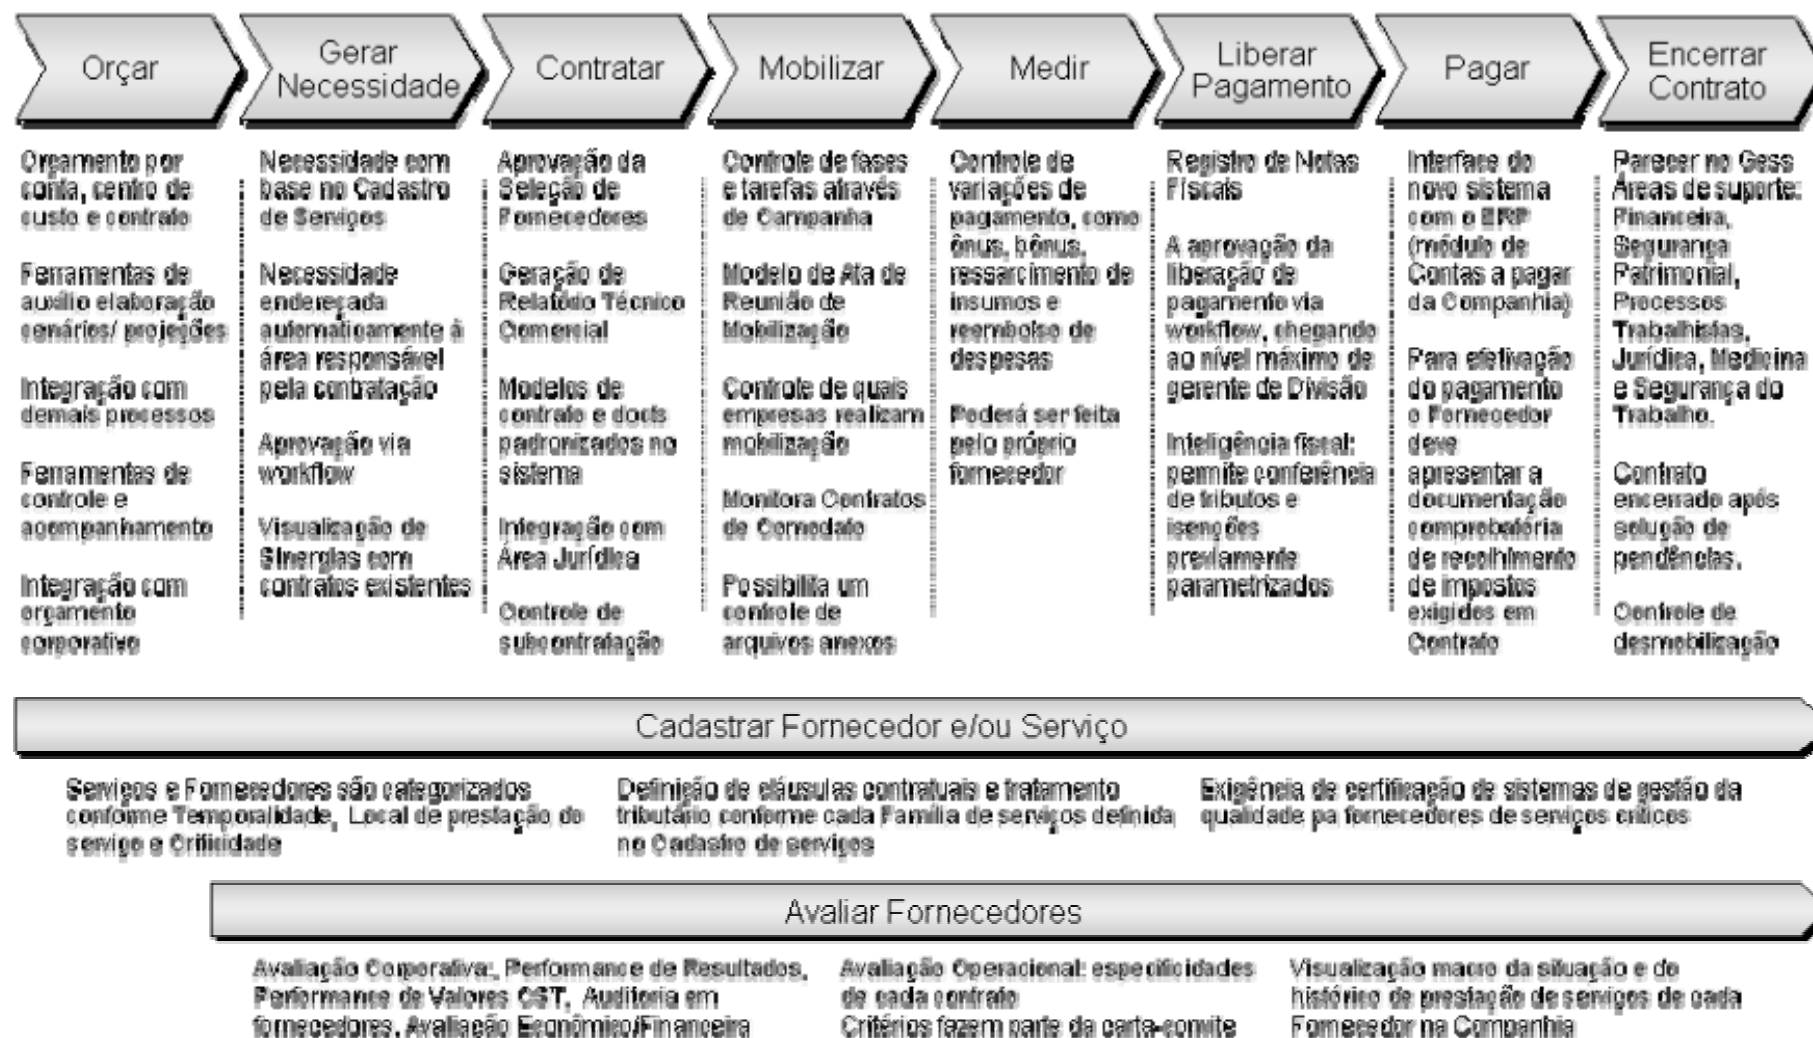 Orçar
Gerar
Necessidade
Contratar
Mobilizar
Medir
Liberar
Pagamento
Pagar
Encerrar
Contrato
Orçamento por
conta, centro de
custo e contrato
Ferramentas de
auxílio elaboração
cenários/ projeções
Integração com
demais processos
Ferramentas de
controle e
acompanhamento
Integração com
orçamento
corporativo
Necessidade com
base no Cadastro
de Serviços
Necessidade
endereçada
automaticamente à
área responsável
pela contratação
Aprovação via
workflow
Visualização de
Sinergias com
contratos existentes
Aprovação da
Seleção de
Fornecedores
Geração de
Relatório Técnico
Comercial
Modelos de
contrato e docts
padronizados no
sistema
Integração com
Área Jurídica
Controle de
subcontratação
Controle de fases
e tarefas através
de Campanha
Modelo de Ata de
Reunião de
Mobilização
Controle de quais
empresas realizam
mobilização
Monitora Contratos
de Comodato
Possibilita um
controle de
arquivos anexos
Controle de
variações de
pagamento, como
ônus, bônus,
ressarcimento de
insumos e
reembolso de
despesas
Poderá ser feita
pelo próprio
fornecedor
Registro de Notas
Fiscais
A aprovação da
liberação de
pagamento via
workflow, chegando
ao nível máximo de
gerente de Divisão
Inteligência fiscal:
permite conferência
de tributos e
isenções
previamente
parametrizados
Interface do
novo sistema
com o ERP
(módulo de
Contas a pagar
da Companhia)
Para efetivação
do pagamento
o Fornecedor
deve
apresentar a
documentação
comprobatória
de recolhimento
de impostos
exigidos em
Contrato
Parecer no Gess
Áreas de suporte:
Financeira,
Segurança
Patrimonial,
Processos
Trabalhistas,
Jurídica, Medicina
e Segurança do
Trabalho.
Contrato
encerrado após
solução de
pendências.
Controle de
desmobilização
Cadastrar Fornecedor e/ou Serviço
Serviços e Fornecedores são categorizados
conforme Temporalidade, Local de prestação do
serviço e Criticidade
Definição de cláusulas contratuais e tratamento
tributário conforme cada Família de serviços definida
no Cadastro de serviços
Exigência de certificação de sistemas de gestão da
qualidade pa fornecedores de serviços críticos
Avaliar Fornecedores
Avaliação Corporativa:, Performance de Resultados,
Performance de Valores CST, Auditoria em
fornecedores, Avaliação Econômico/Financeira
Avaliação Operacional: especificidades
de cada contrato
Critérios fazem parte da carta-convite
Visualização macro da situação e do
histórico de prestação de serviços de cada
Fornecedor na Companhia